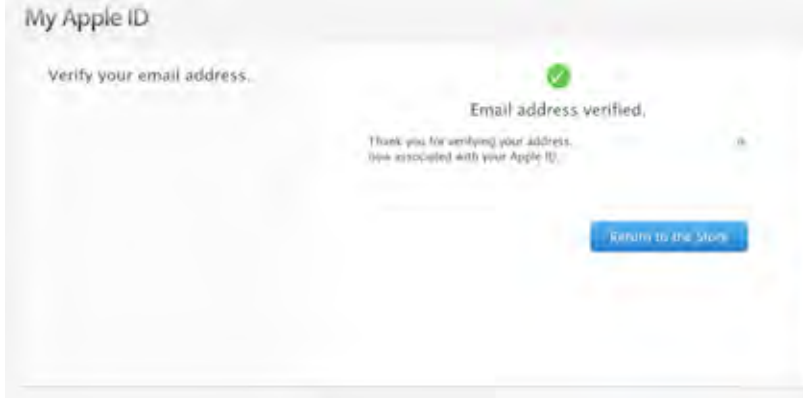 My Apple ID
Verify your email address.
Email address verified.
Thank you for verifying your address. is
now associated with your Apple ID.
Return to the Store